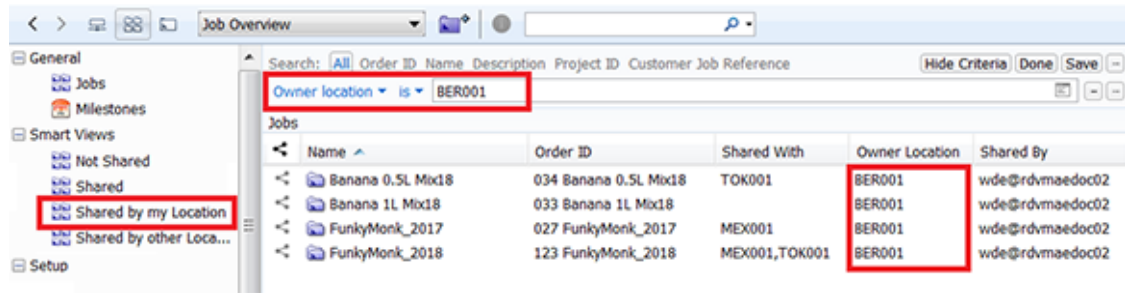 Job Overview
General
Jobs
Milestones
Smart Views
Not Shared
Shared
Shared by my Location
Shared by other Loca...
Setup
Search: All Order ID Name Description Project ID Customer Job Reference Hide Criteria Done Save
Owner location is BER001
Jobs
Name Order ID Shared With Owner Location Shared By
Banana 0.5L Mix18 034 Banana 0.5L Mix18 TOK001 BER001 wde@rdvmaedoc02
Banana 1L Mix18 033 Banana 1L Mix18 BER001 wde@rdvmaedoc02
FunkyMonk_2017 027 FunkyMonk_2017 MEX001 BER001 wde@rdvmaedoc02
FunkyMonk_2018 123 FunkyMonk_2018 MEX001,TOK001 BER001 wde@rdvmaedoc02